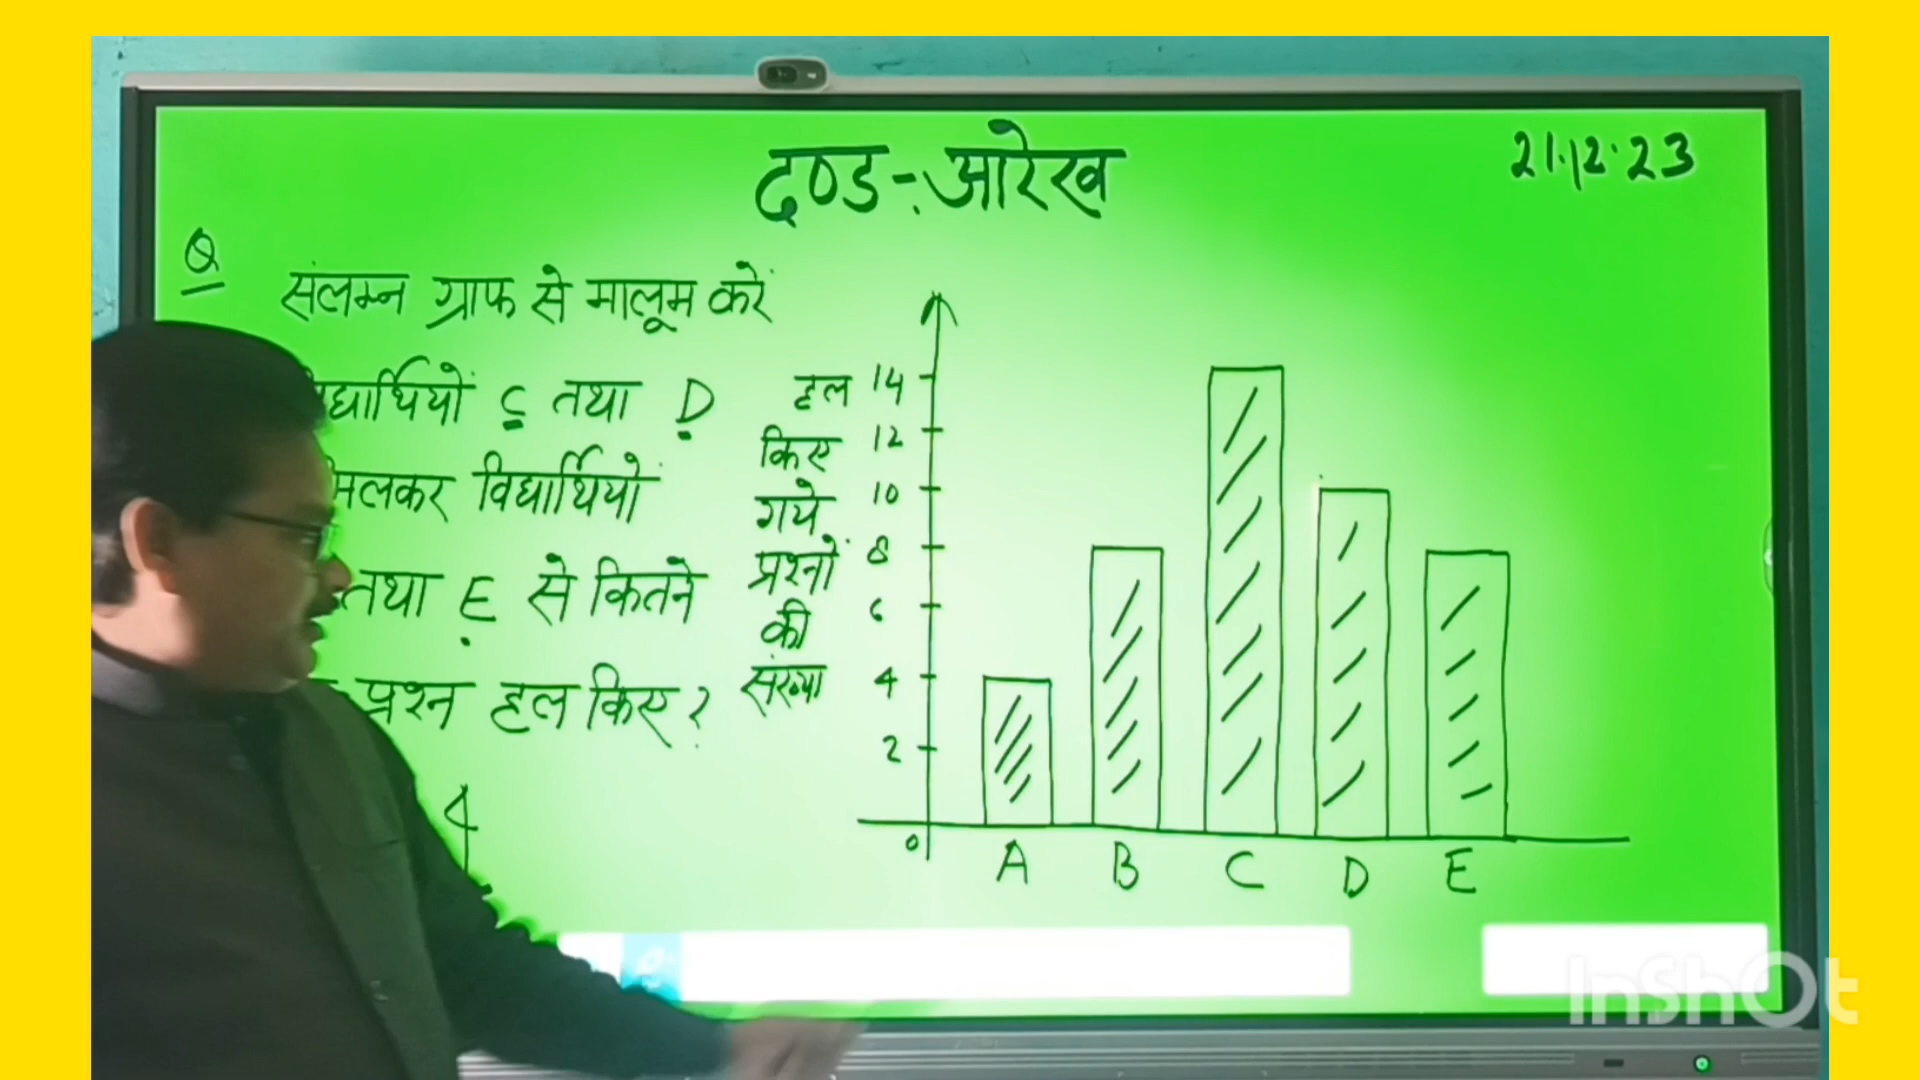 दण्ड-:आरेख
21.12.23
Q
संलग्न ग्राफ से मालूम करें
C तथा D
विद्यार्थियों
तथा E से कितने
प्रश्न हल किए?
हल
किए
गये
प्रश्नों
की
संख्या
14
12
10
8
6
4
2
0
A B C D E
InShOt